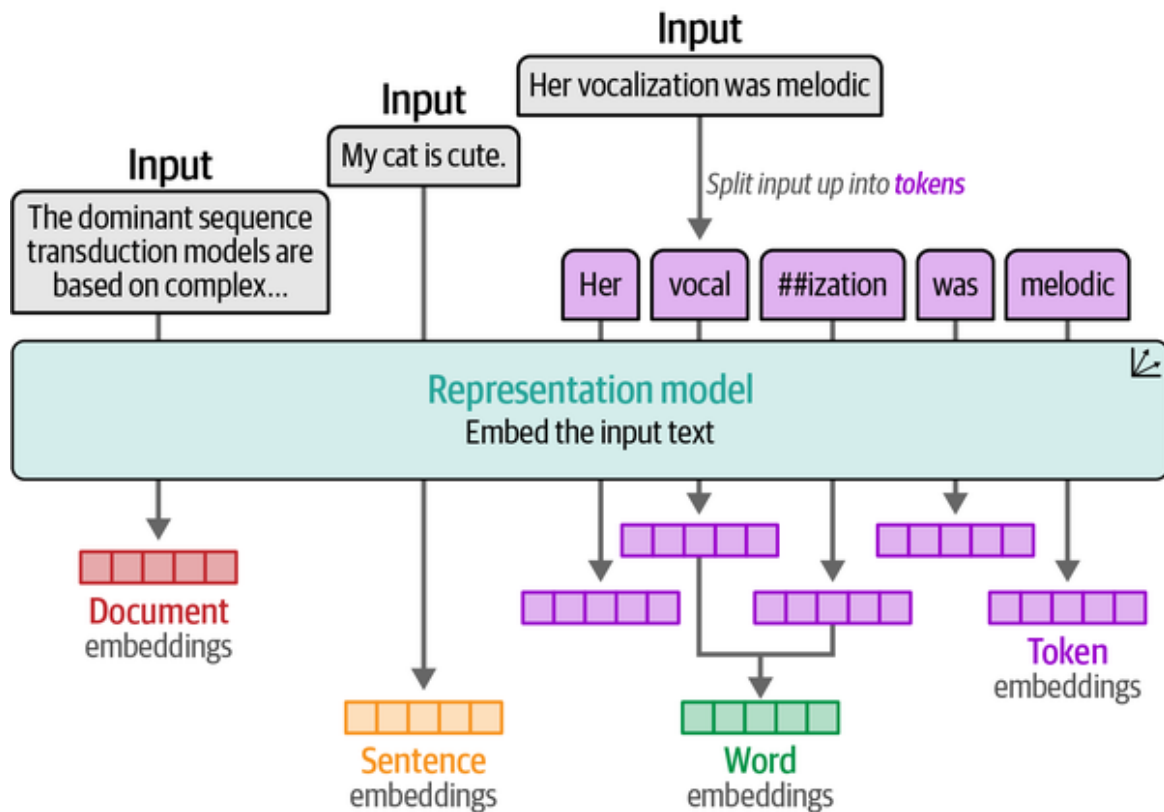 Input
Her vocalization was melodic
Input
My cat is cute.
Input
The dominant sequence
transduction models are
based on complex...
Split input up into tokens
Her
vocal
##ization
was
melodic
Representation model
Embed the input text
Document
embeddings
Sentence
embeddings
Word
embeddings
Token
embeddings